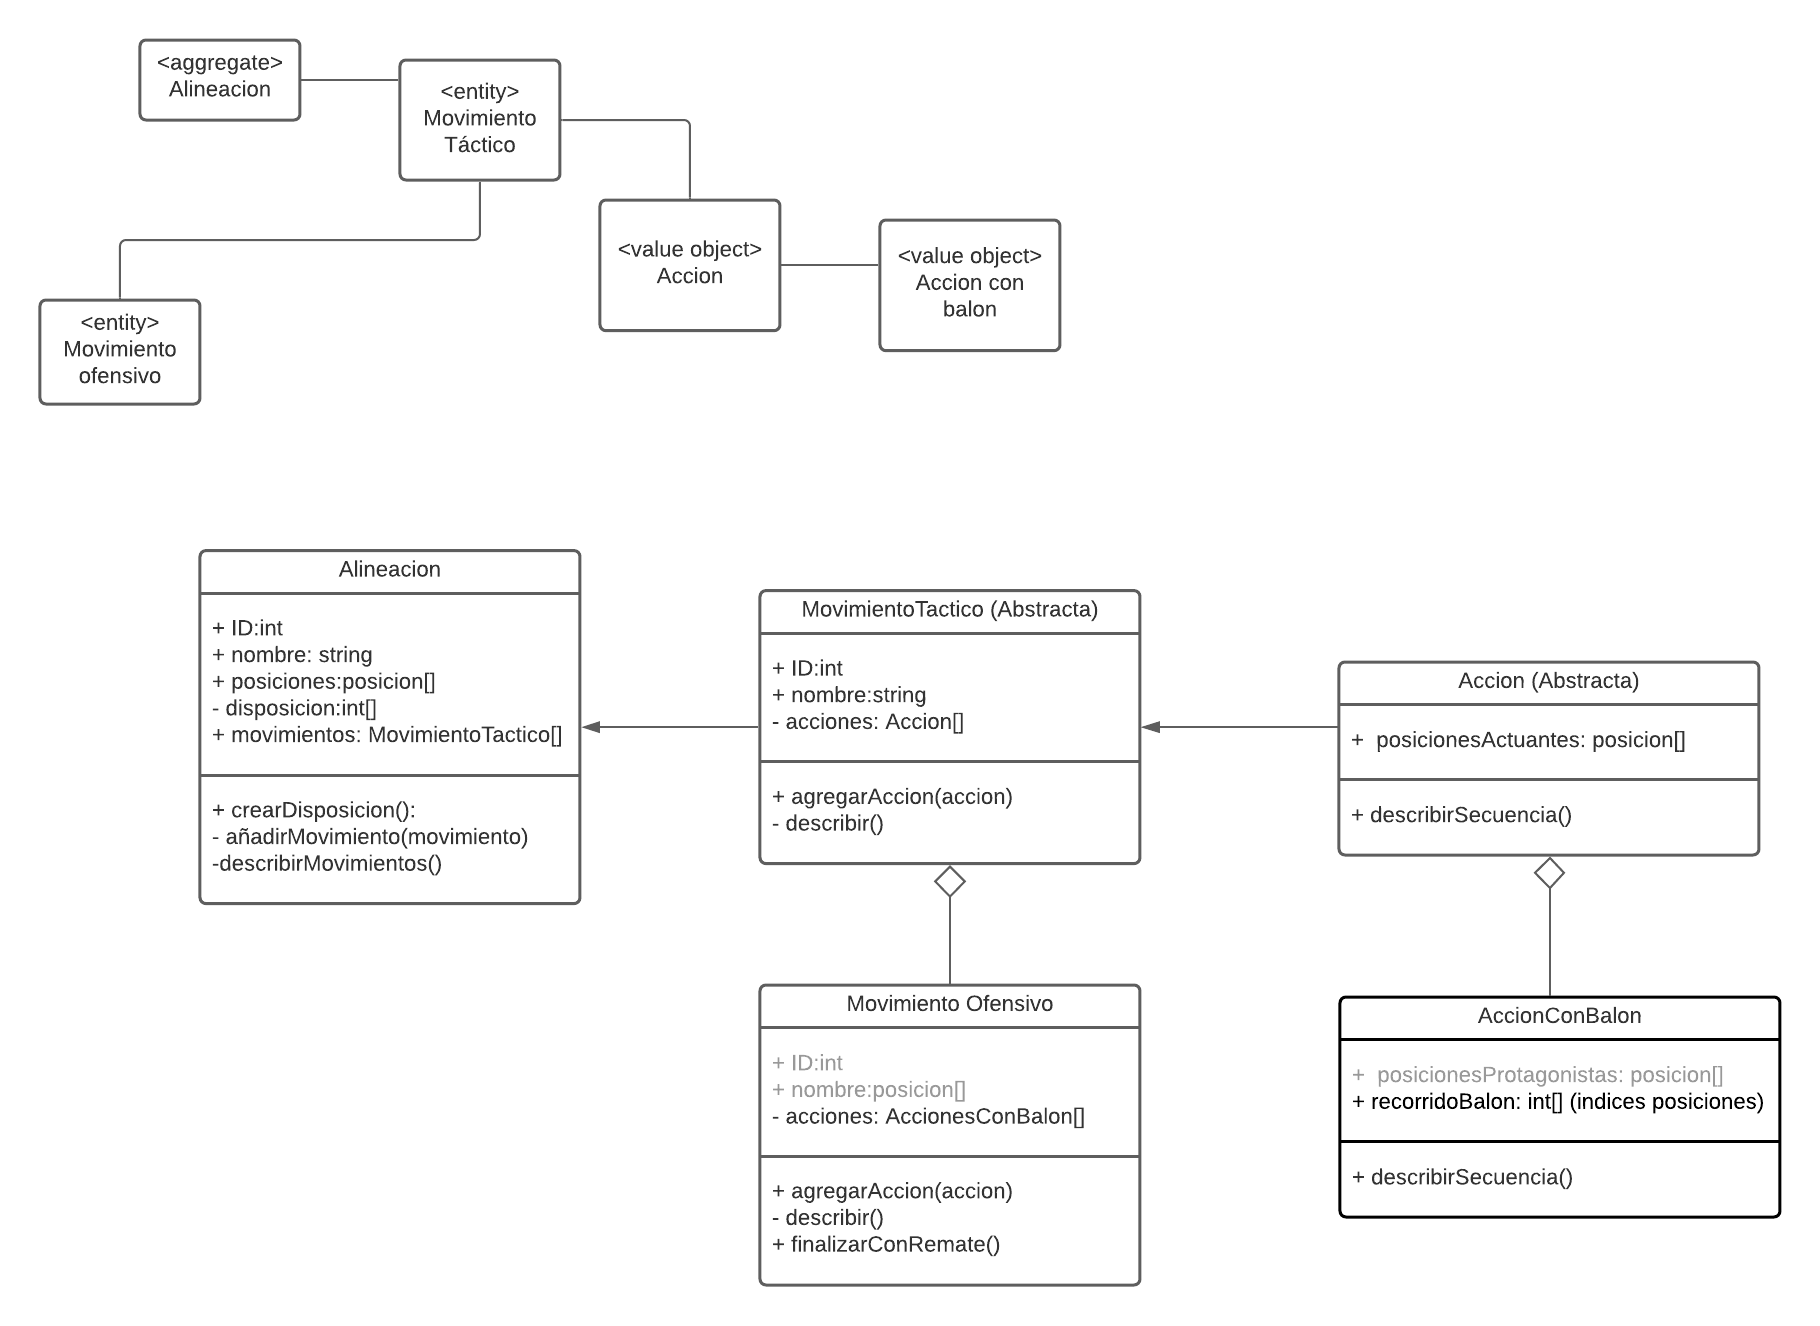 <aggregate>
Alineacion
<entity>
Movimiento
Táctico
<value object>
Accion
<value object>
Accion con
balon
<entity>
Movimiento
ofensivo
Alineacion
+ ID:int
+ nombre: string
+ posiciones:posicion[]
- disposicion:int[]
+ movimientos: MovimientoTactico[]
+ crearDisposicion():
- añadirMovimiento(movimiento)
-describirMovimientos()
MovimientoTactico (Abstracta)
+ ID:int
+ nombre:string
- acciones: Accion[]
+ agregarAccion(accion)
- describir()
Accion (Abstracta)
+  posicionesActuantes: posicion[]
+ describirSecuencia()
Movimiento Ofensivo
+ ID:int
+ nombre:posicion[]
- acciones: AccionesConBalon[]
+ agregarAccion(accion)
- describir()
+ finalizarConRemate()
AccionConBalon
+  posicionesProtagonistas: posicion[]
+ recorridoBalon: int[] (indices posiciones)
+ describirSecuencia()